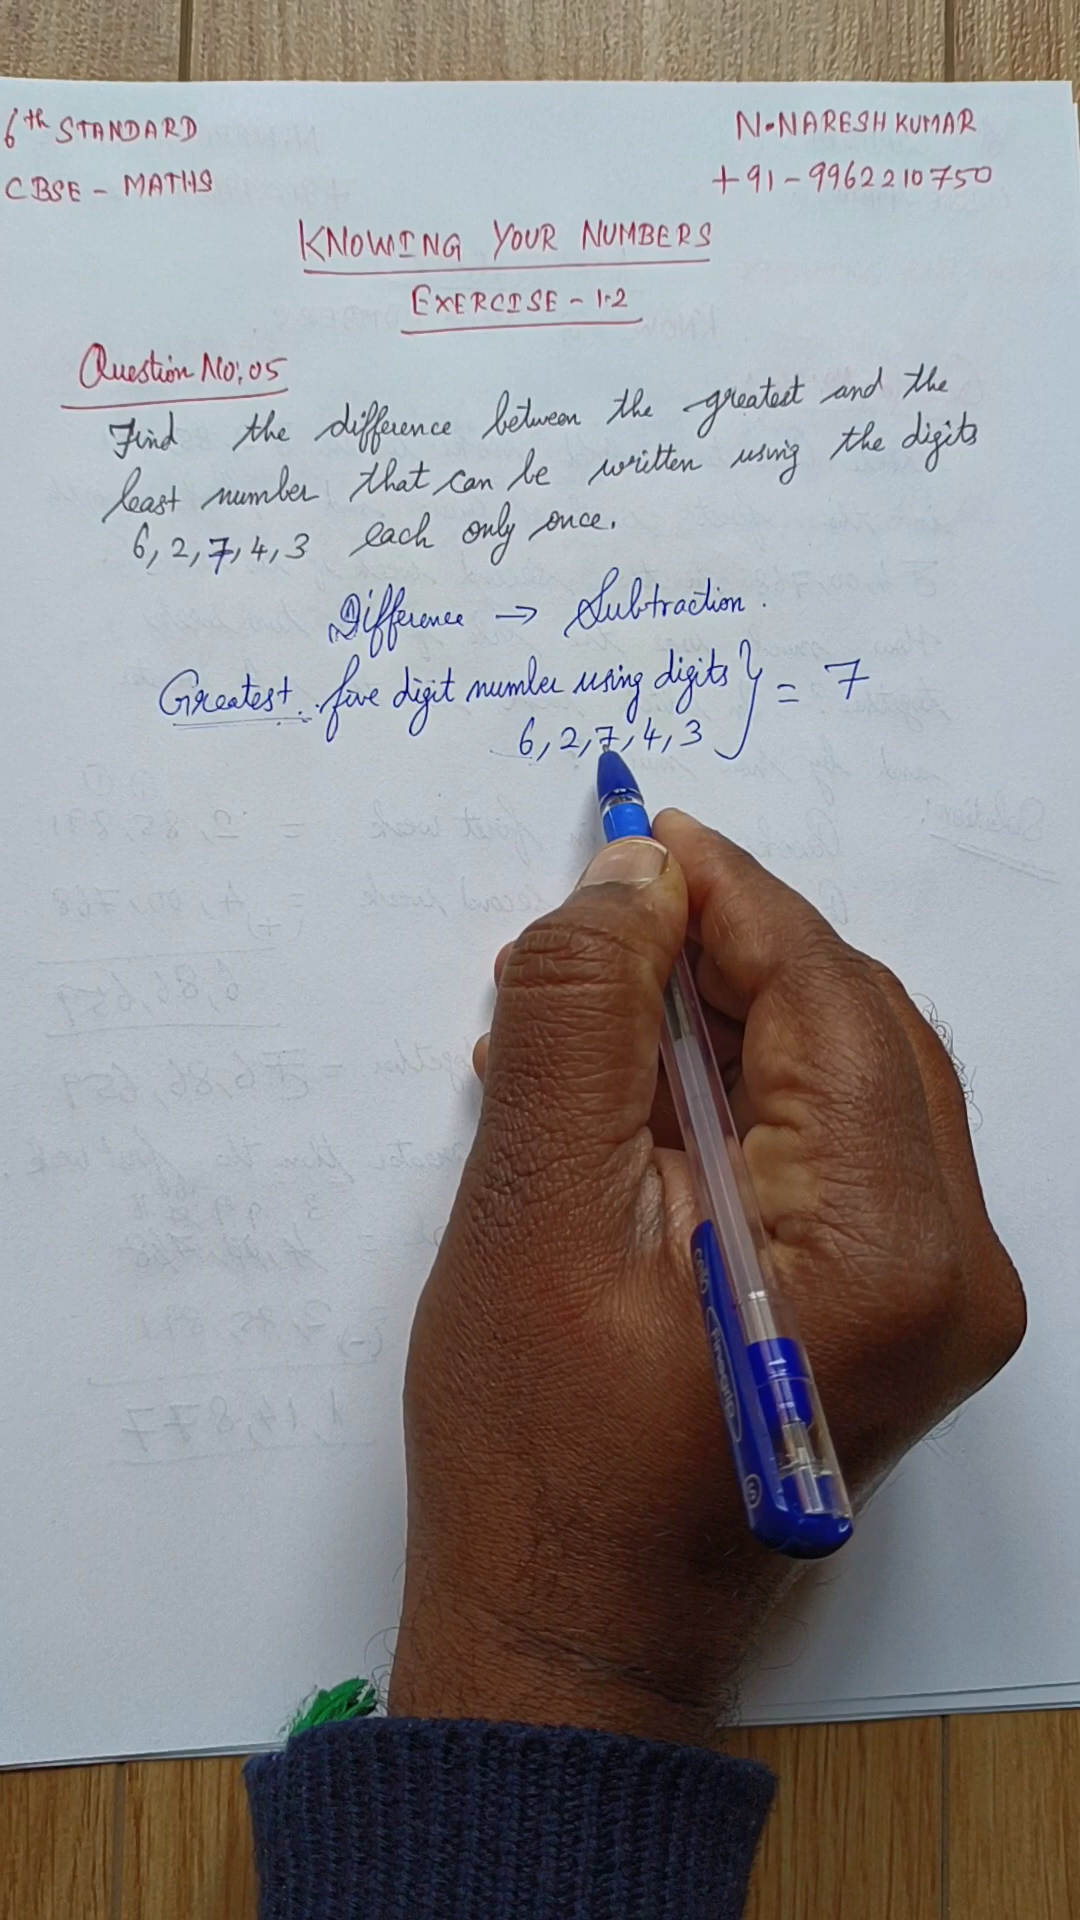 6th STANDARD
N. NARESH KUMAR
CBSE - MATHS
+91-9962210750
KNOWING YOUR NUMBERS
EXERCISE - 1.2
Question No: 05
Find the difference between the greatest and the
least number that can be written using the digits
6, 2, 7, 4, 3 each only once.
Difference → Subtraction.
Greatest five digit number using digits } = 7
6, 2, 7, 4, 3
cello
Finegrip